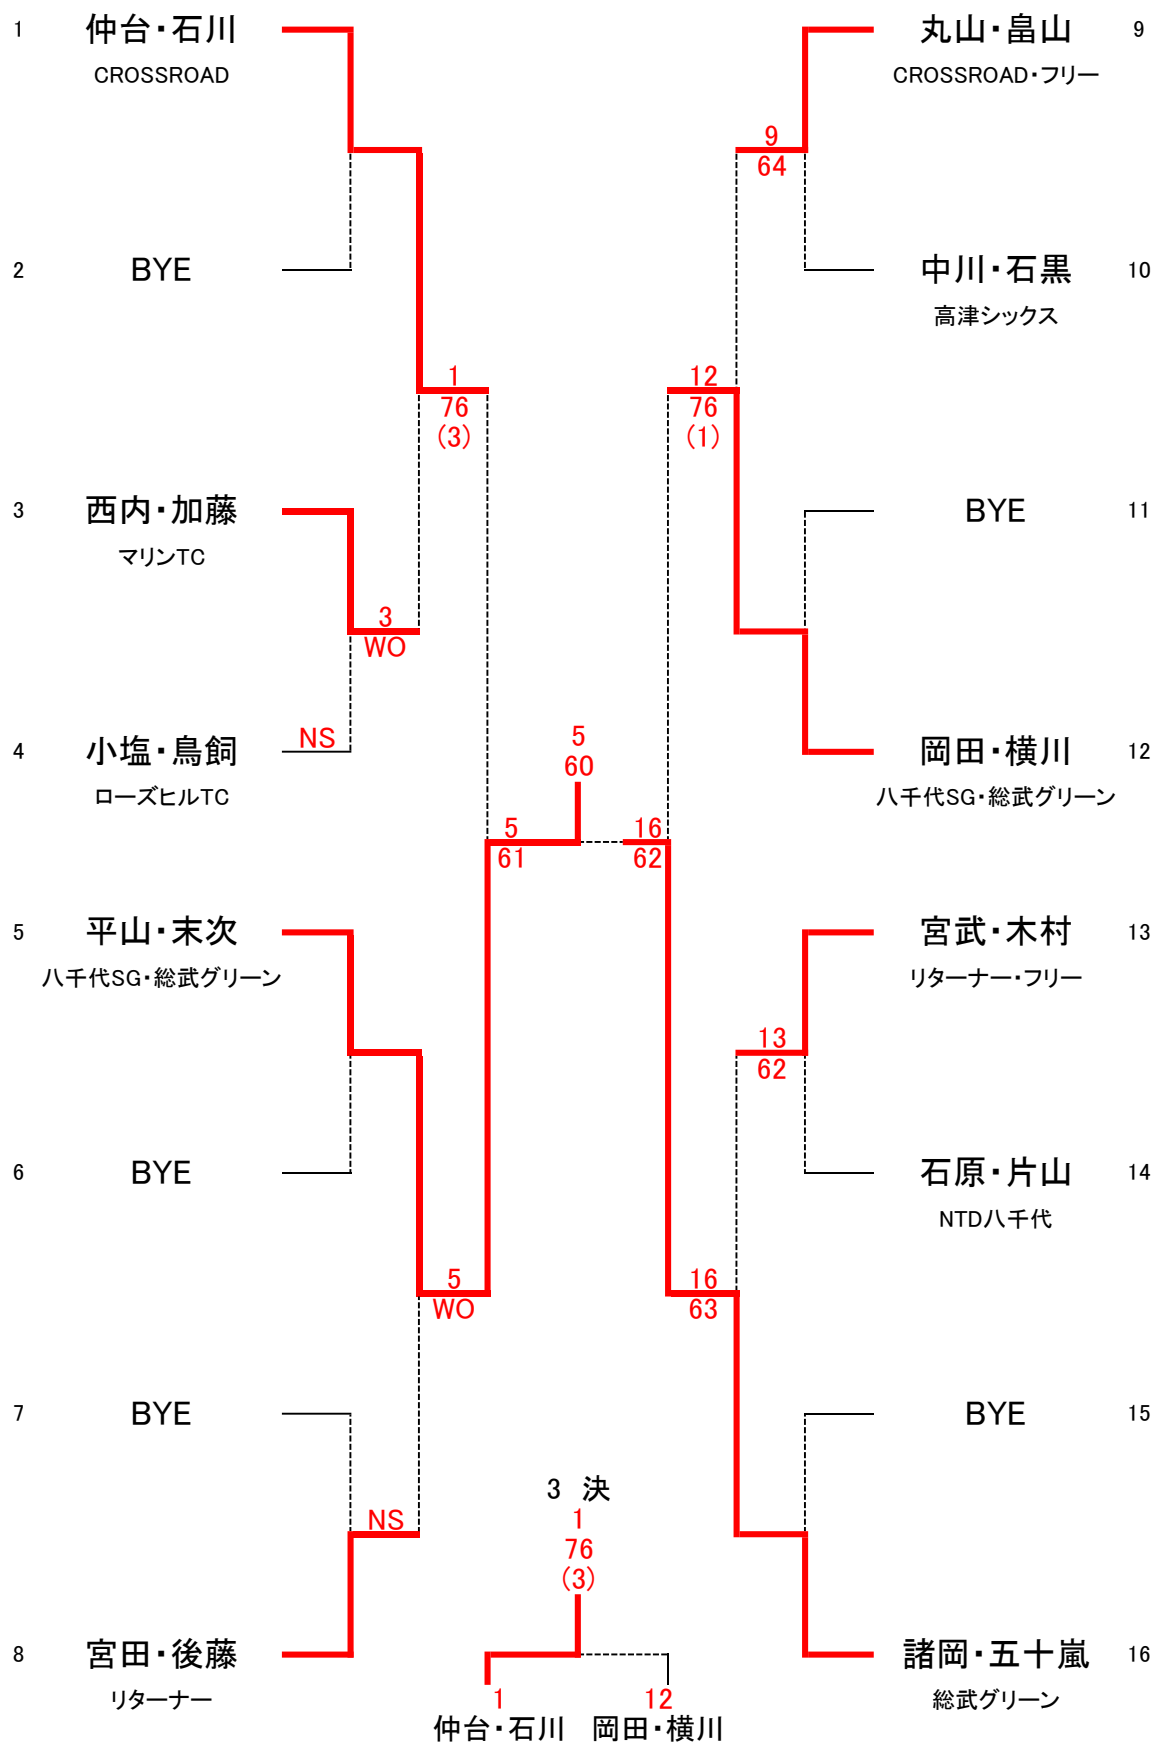 1 仲台・石川
CROSSROAD
2 BYE
1
76
(3)
3 西内・加藤
マリンTC
3
WO
4 小塩・鳥飼 NS
ローズヒルTC
5
61
5 平山・末次
八千代SG・総武グリーン
6 BYE
5
WO
7 BYE
NS
8 宮田・後藤
リターナー
5
60
丸山・畠山 9
CROSSROAD・フリー
9
64
中川・石黒 10
高津シックス
12
76
(1)
BYE 11
岡田・横川 12
八千代SG・総武グリーン
16
62
宮武・木村 13
リターナー・フリー
13
62
石原・片山 14
NTD八千代
16
63
BYE 15
諸岡・五十嵐 16
総武グリーン
3 決
1
76
(3)
1 12
仲台・石川 岡田・横川